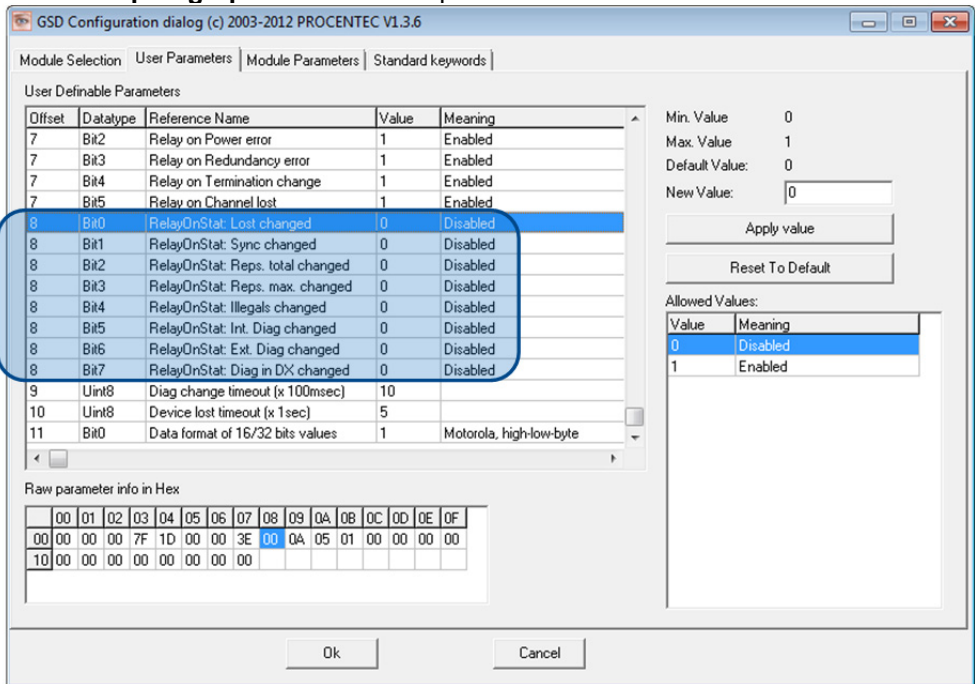 GSD Configuration dialog (c) 2003-2012 PROCENTEC V1.3.6
Module Selection User Parameters Module Parameters Standard keywords
User Definable Parameters
Offset Datatype Reference Name Value Meaning
7 Bit2 Relay on Power error 1 Enabled
7 Bit3 Relay on Redundancy error 1 Enabled
7 Bit4 Relay on Termination change 1 Enabled
7 Bit5 Relay on Channel lost 1 Enabled
8 Bit0 RelayOnStat: Lost changed 0 Disabled
8 Bit1 RelayOnStat: Sync changed 0 Disabled
8 Bit2 RelayOnStat: Reps. total changed 0 Disabled
8 Bit3 RelayOnStat: Reps. max. changed 0 Disabled
8 Bit4 RelayOnStat: Illegals changed 0 Disabled
8 Bit5 RelayOnStat: Int. Diag changed 0 Disabled
8 Bit6 RelayOnStat: Ext. Diag changed 0 Disabled
8 Bit7 RelayOnStat: Diag in DX changed 0 Disabled
9 Uint8 Diag change timeout (x 100msec) 10
10 Uint8 Device lost timeout (x 1sec) 5
11 Bit0 Data format of 16/32 bits values 1 Motorola, high-low-byte
Min. Value 0
Max. Value 1
Default Value: 0
New Value: 0
Apply value
Reset To Default
Allowed Values:
Value Meaning
0 Disabled
1 Enabled
Raw parameter info in Hex
00 01 02 03 04 05 06 07 08 09 0A 0B 0C 0D 0E 0F
00 00 00 00 7F 1D 00 00 3E 00 0A 05 01 00 00 00 00
10 00 00 00 00 00 00 00 00
Ok Cancel